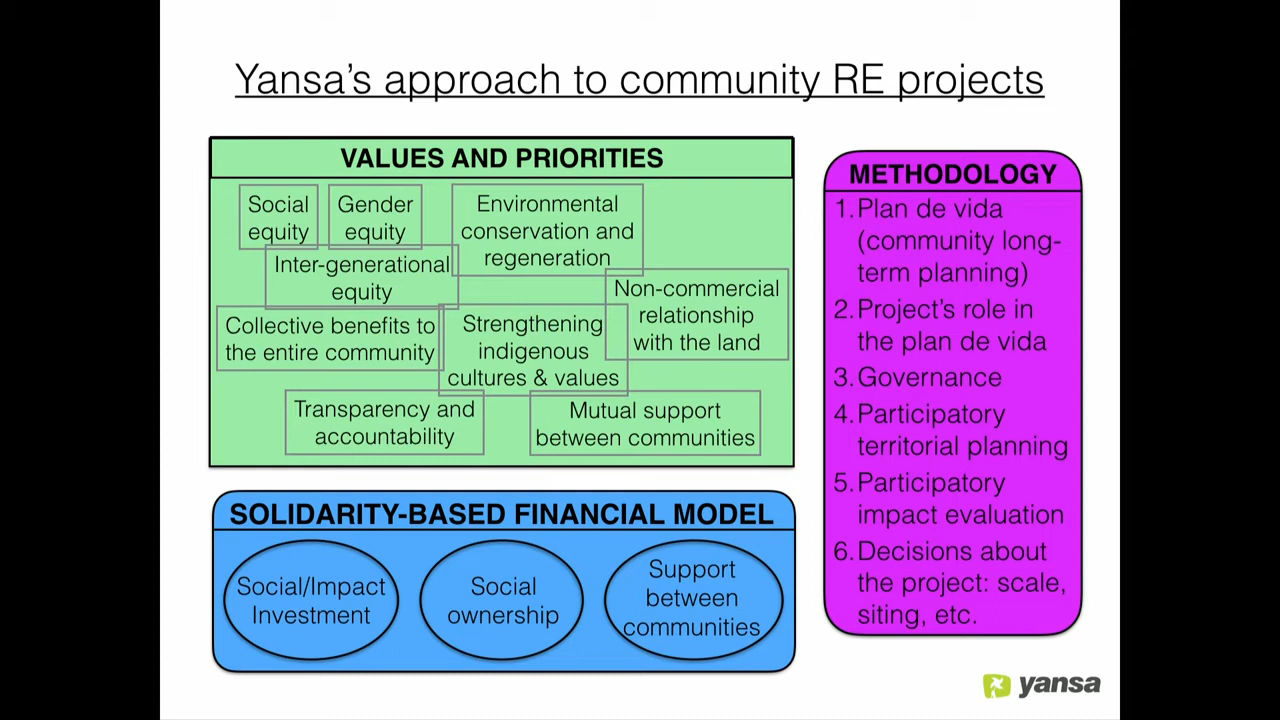 Yansa's approach to community RE projects
VALUES AND PRIORITIES
Social
equity
Gender
equity
Environmental
conservation and
regeneration
Inter-generational
equity
Non-commercial
relationship
with the land
Collective benefits to
the entire community
Strengthening
indigenous
cultures & values
Transparency and
accountability
Mutual support
between communities
SOLIDARITY-BASED FINANCIAL MODEL
Social/Impact
Investment
Social
ownership
Support
between
communities
METHODOLOGY
1. Plan de vida
(community long-
term planning)
2. Project's role in
the plan de vida
3. Governance
4. Participatory
territorial planning
5. Participatory
impact evaluation
6. Decisions about
the project: scale,
siting, etc.
yansa